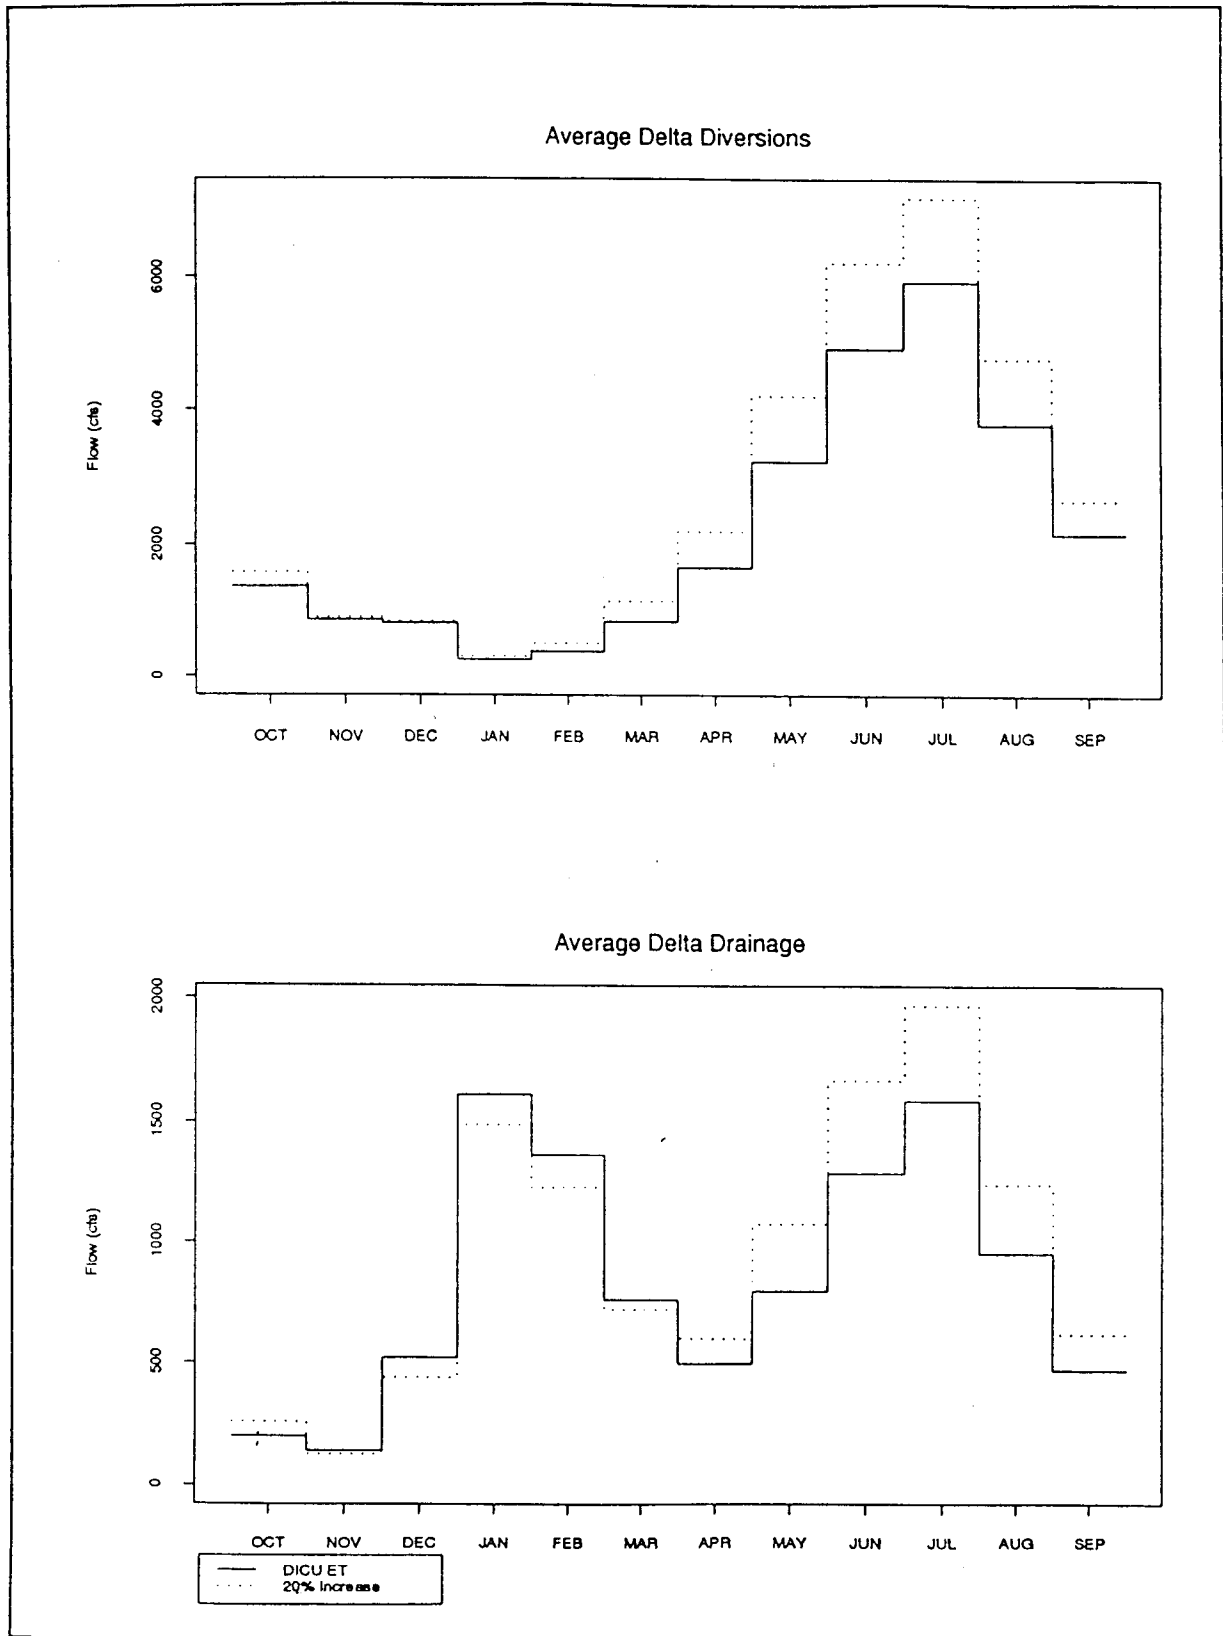 Average Delta Diversions
Flow (cfs)
6000
4000
2000
0
OCT NOV DEC JAN FEB MAR APR MAY JUN JUL AUG SEP
Average Delta Drainage
Flow (cfs)
2000
1500
1000
500
0
OCT NOV DEC JAN FEB MAR APR MAY JUN JUL AUG SEP
DICU ET
20% Increase